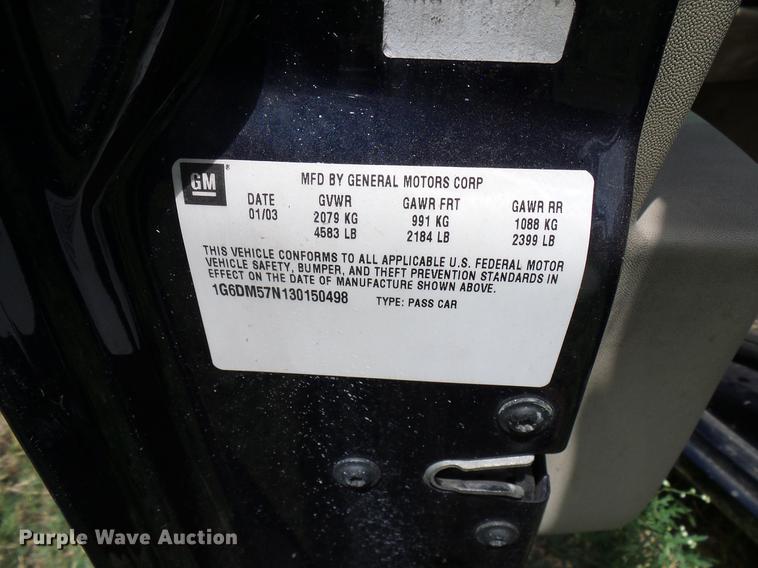 GM ®
MFD BY GENERAL MOTORS CORP
DATE GVWR GAWR FRT GAWR RR
01/03 2079 KG 991 KG 1088 KG
4583 LB 2184 LB 2399 LB
THIS VEHICLE CONFORMS TO ALL APPLICABLE U.S. FEDERAL MOTOR
VEHICLE SAFETY, BUMPER, AND THEFT PREVENTION STANDARDS IN
EFFECT ON THE DATE OF MANUFACTURE SHOWN ABOVE.
1G6DM57N130150498 TYPE: PASS CAR
Purple Wave Auction